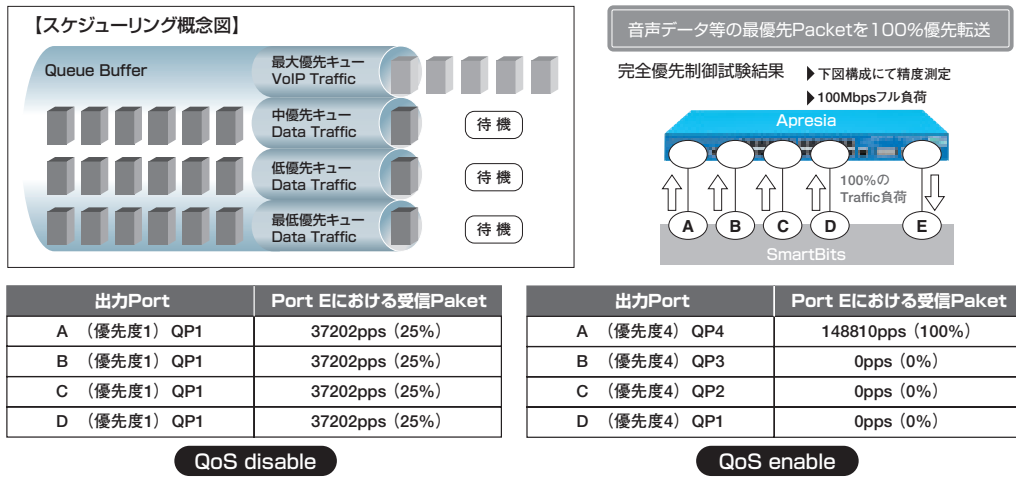 【スケジューリング概念図】
Queue Buffer
最大優先キュー
VoIP Traffic
中優先キュー
Data Traffic
待 機
低優先キュー
Data Traffic
待 機
最低優先キュー
Data Traffic
待 機
音声データ等の最優先Packetを100%優先転送
完全優先制御試験結果
▶下図構成にて精度測定
▶100Mbpsフル負荷
Apresia
100%の
Traffic負荷
A B C D E
SmartBits
出力Port Port Eにおける受信Paket
A （優先度1） QP1 37202pps（25%）
B （優先度1） QP1 37202pps（25%）
C （優先度1） QP1 37202pps（25%）
D （優先度1） QP1 37202pps（25%）
QoS disable
出力Port Port Eにおける受信Paket
A （優先度4） QP4 148810pps（100%）
B （優先度4） QP3 0pps（0%）
C （優先度4） QP2 0pps（0%）
D （優先度4） QP1 0pps（0%）
QoS enable